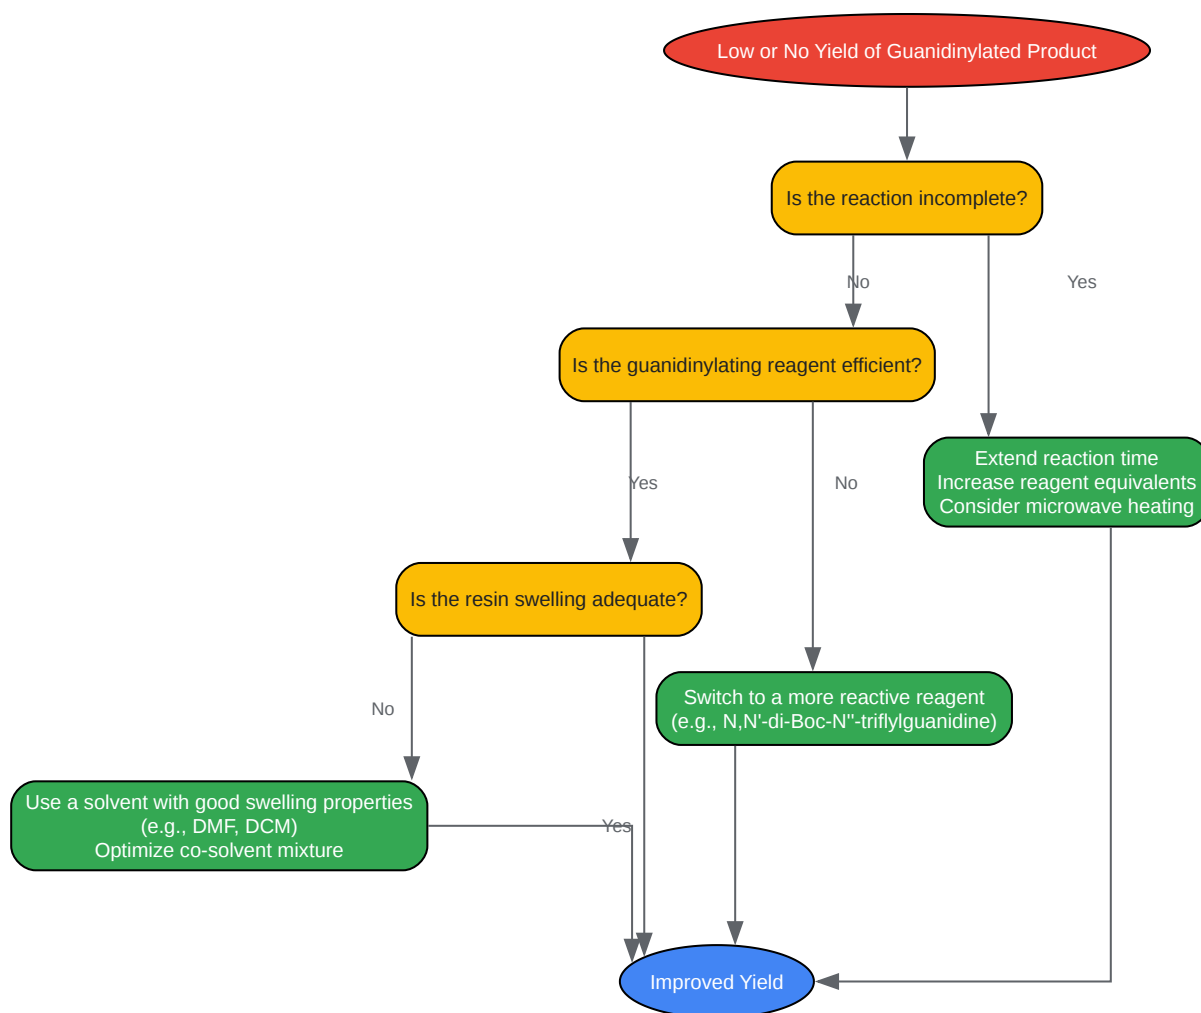 Low or No Yield of Guanidinylated Product
Is the reaction incomplete?
No
Yes
Is the guanidinylating reagent efficient?
Extend reaction time
Increase reagent equivalents
Consider microwave heating
Yes
No
Is the resin swelling adequate?
Switch to a more reactive reagent
(e.g., N,N'-di-Boc-N"-triflylguanidine)
No
Use a solvent with good swelling properties
(e.g., DMF, DCM)
Optimize co-solvent mixture
Yes
Improved Yield